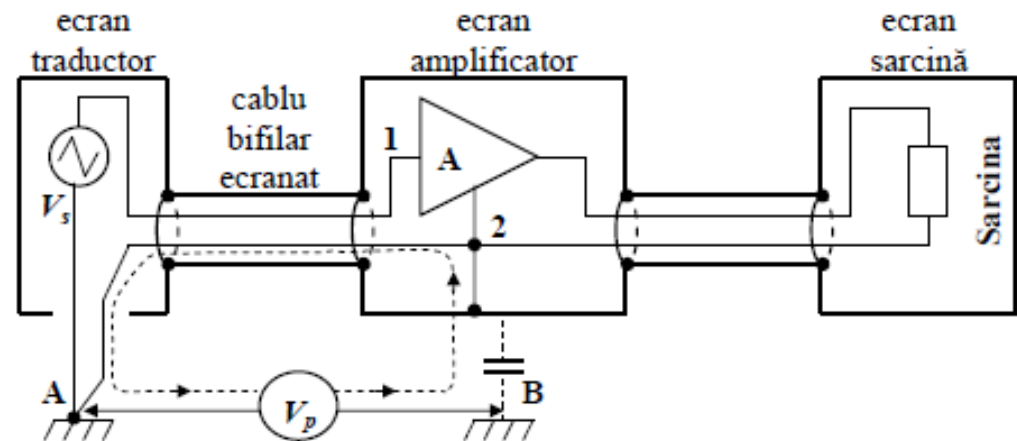 ecran
traductor
ecran
amplificator
ecran
sarcină
cablu
bifilar
ecranat
1
A
V_s
2
Sarcina
A
V_p
B